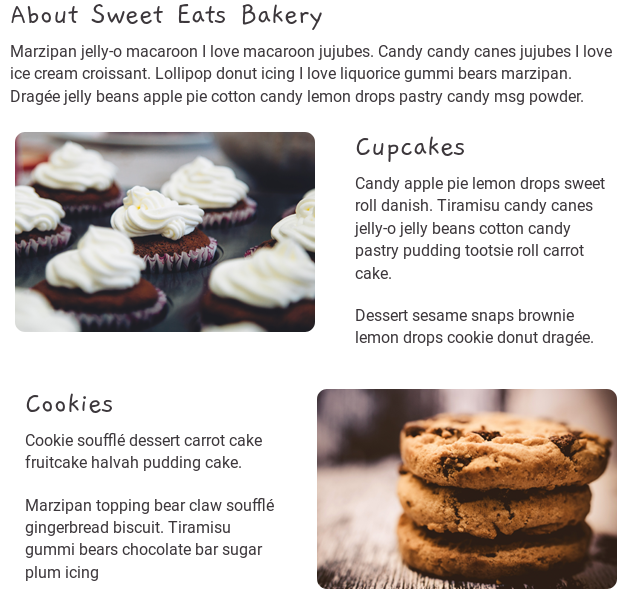 About Sweet Eats Bakery
Marzipan jelly-o macaroon I love macaroon jujubes. Candy candy canes jujubes I love
ice cream croissant. Lollipop donut icing I love liquorice gummi bears marzipan.
Dragée jelly beans apple pie cotton candy lemon drops pastry candy msg powder.
Cupcakes
Candy apple pie lemon drops sweet
roll danish. Tiramisu candy canes
jelly-o jelly beans cotton candy
pastry pudding tootsie roll carrot
cake.
Dessert sesame snaps brownie
lemon drops cookie donut dragée.
Cookies
Cookie soufflé dessert carrot cake
fruitcake halvah pudding cake.
Marzipan topping bear claw soufflé
gingerbread biscuit. Tiramisu
gummi bears chocolate bar sugar
plum icing